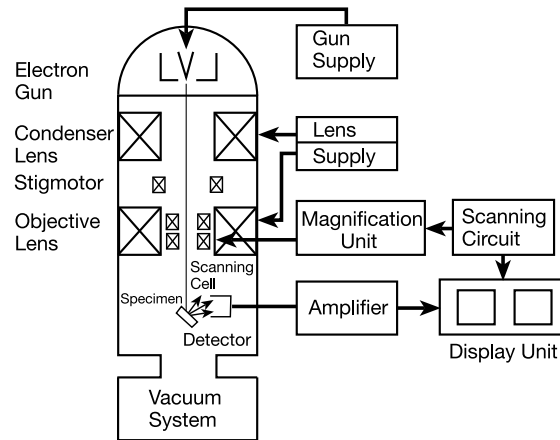 Gun
Supply
Electron
Gun
Condenser
Lens
Lens
Supply
Stigmotor
Objective
Lens
Magnification
Unit
Scanning
Circuit
Scanning
Cell
Specimen
Amplifier
Detector
Display Unit
Vacuum
System